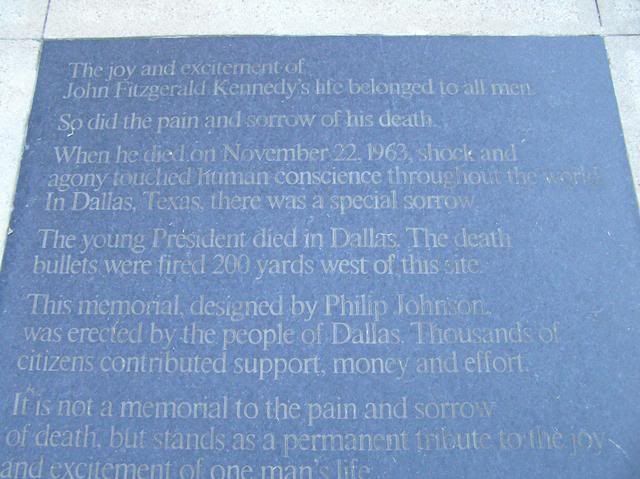 The joy and excitement of
John Fitzgerald Kennedy's life belonged to all men.
So did the pain and sorrow of his death.
When he died on November 22, 1963, shock and
agony touched human conscience throughout the world.
In Dallas, Texas, there was a special sorrow.
The young President died in Dallas. The death
bullets were fired 200 yards west of this site.
This memorial, designed by Philip Johnson,
was erected by the people of Dallas. Thousands of
citizens contributed support, money and effort.
It is not a memorial to the pain and sorrow
of death, but stands as a permanent tribute to the joy
and excitement of one man's life.